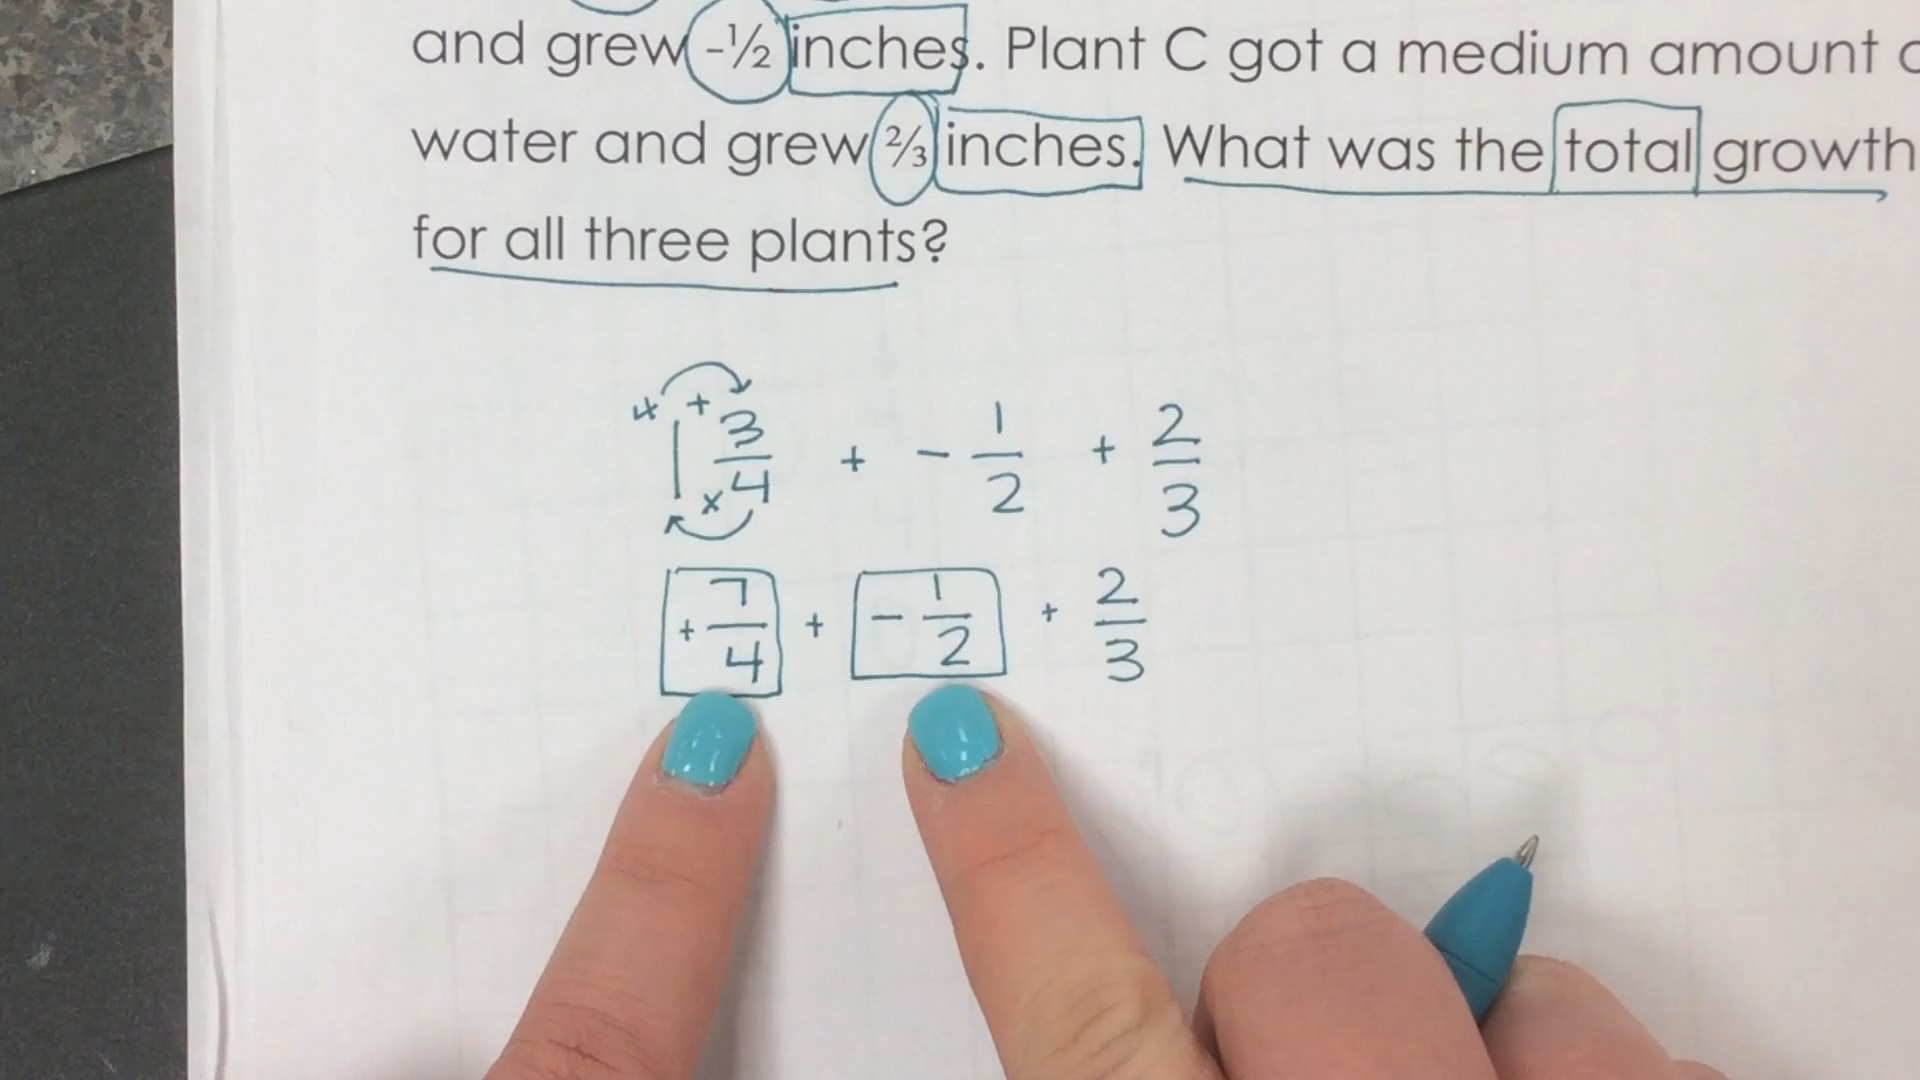 and grew -½ inches. Plant C got a medium amount
water and grew ⅔ inches. What was the total growth
for all three plants?
4 + 
1 3/4 + - 1/2 + 2/3
×
+ 7/4 + - 1/2 + 2/3